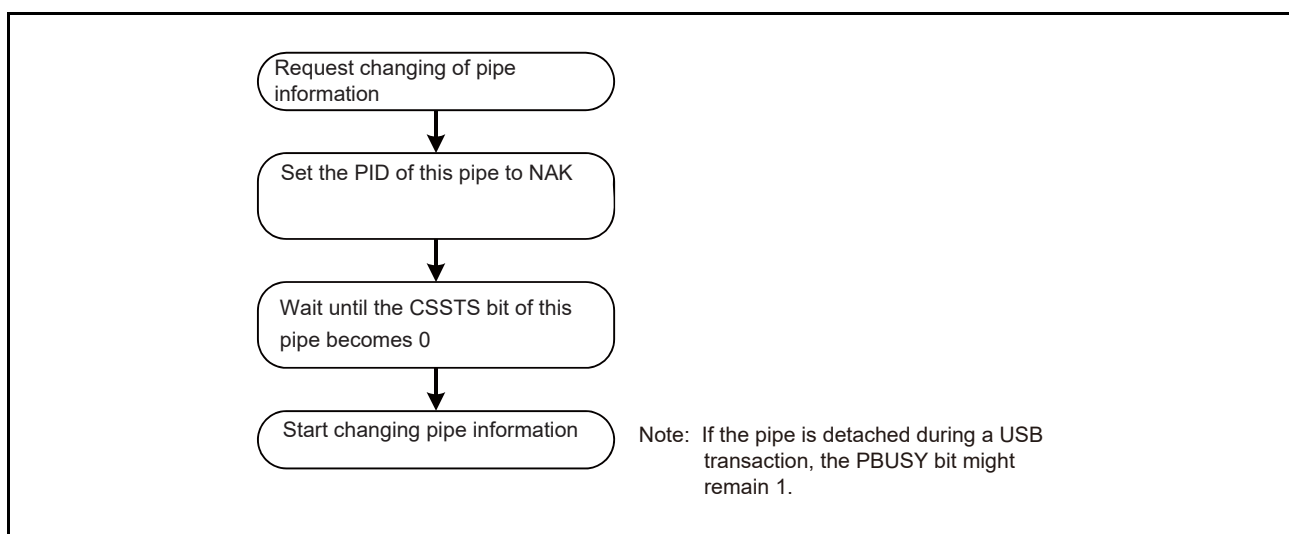 Request changing of pipe
information
Set the PID of this pipe to NAK
Wait until the CSSTS bit of this
pipe becomes 0
Start changing pipe information
Note: If the pipe is detached during a USB
transaction, the PBUSY bit might
remain 1.